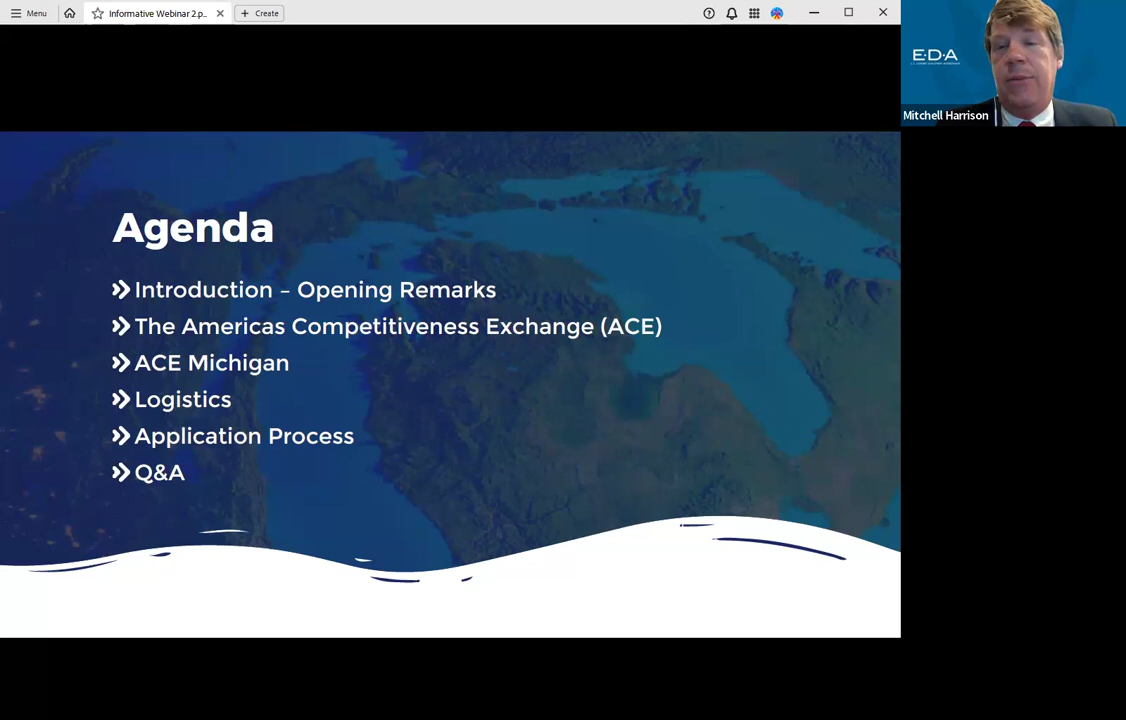 Menu
Informative Webinar 2.p...
Create
E·D·A
Mitchell Harrison
Agenda
Introduction – Opening Remarks
The Americas Competitiveness Exchange (ACE)
ACE Michigan
Logistics
Application Process
Q&A